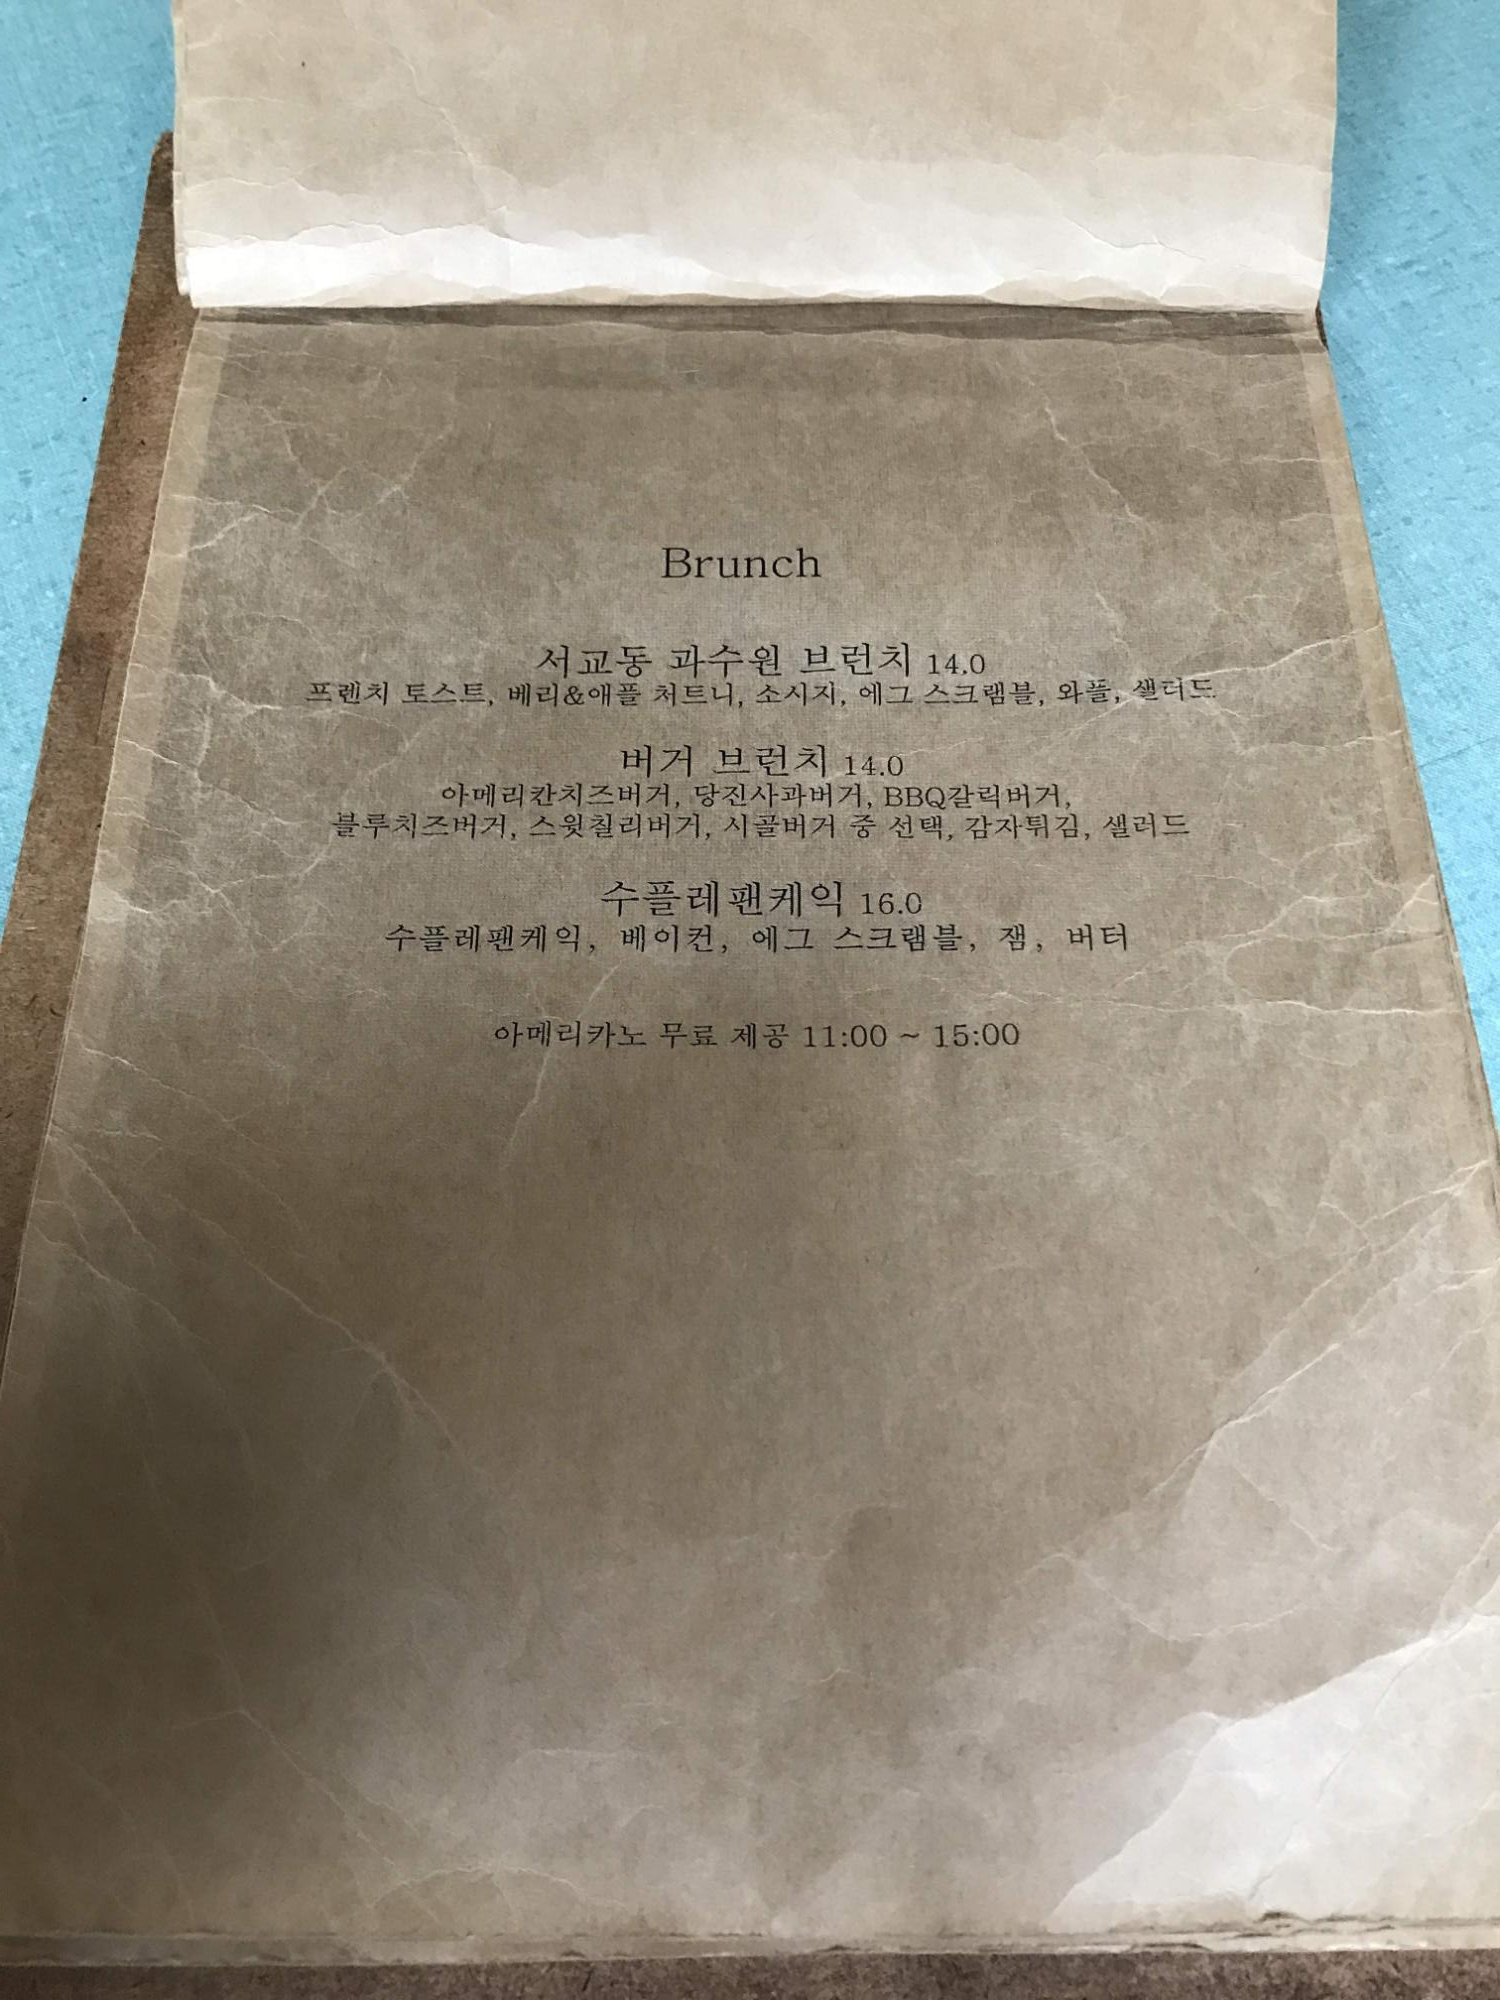 Brunch
서교동 과수원 브런치 14.0
프렌치 토스트, 베리&애플 처트니, 소시지, 에그 스크램블, 와플, 샐러드
버거 브런치 14.0
아메리칸치즈버거, 당진사과버거, BBQ갈릭버거,
블루치즈버거, 스윗칠리버거, 시골버거 중 선택, 감자튀김, 샐러드
수플레팬케익 16.0
수플레팬케익, 베이컨, 에그 스크램블, 잼, 버터
아메리카노 무료 제공 11:00 ~ 15:00